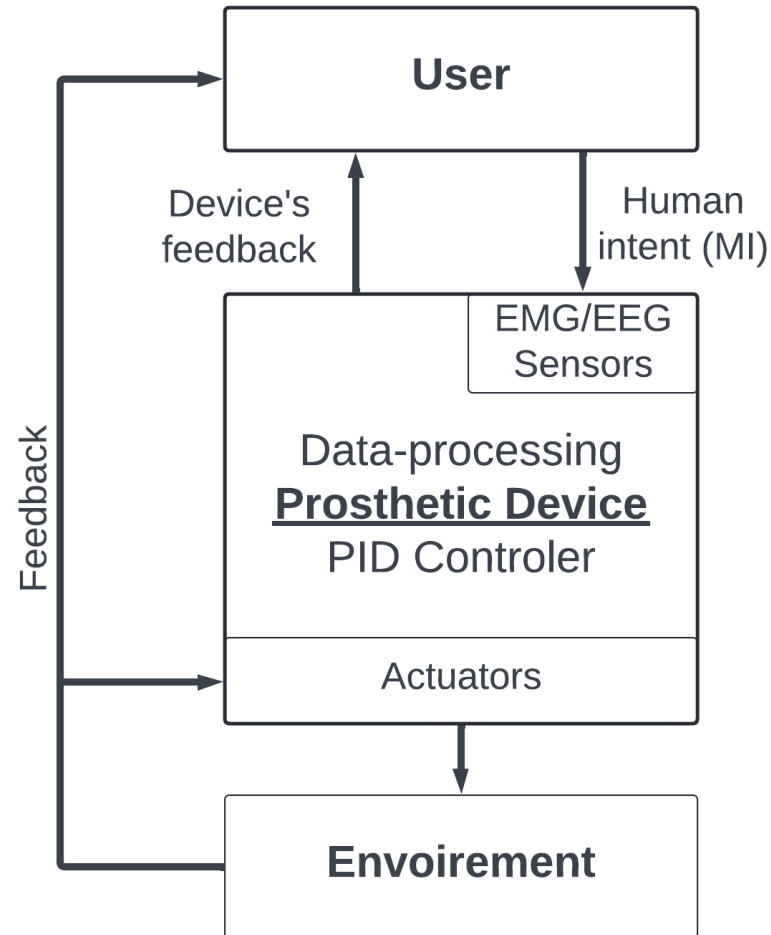 User
Device's
feedback
Human
intent (MI)
EMG/EEG
Sensors
Data-processing
Prosthetic Device
PID Controler
Feedback
Actuators
Envoirement